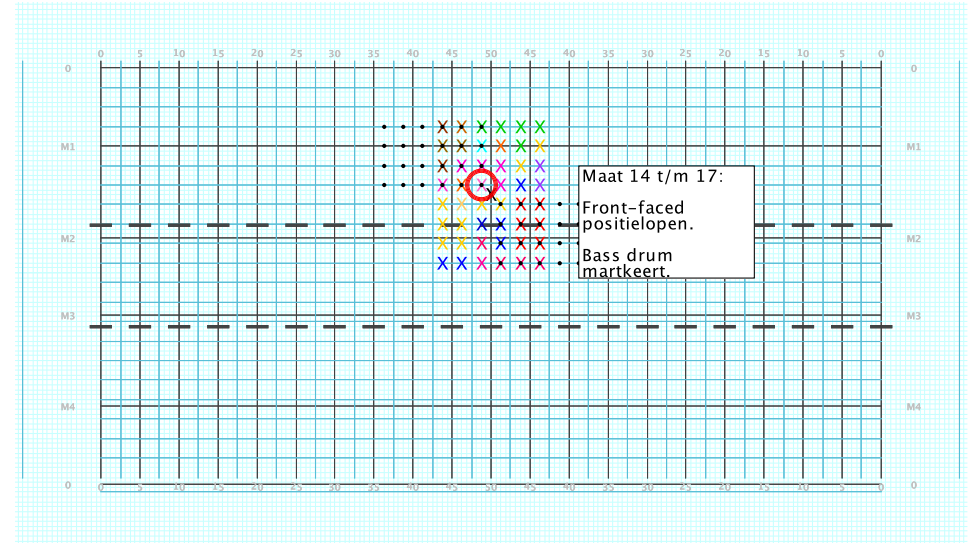 0 5 10 15 20 25 30 35 40 45 50 45 40 35 30 25 20 15 10 5 0
0 0
M1 M1
Maat 14 t/m 17:
Front-faced
positielopen.
M2 M2
Bass drum
martkeert.
M3 M3
M4 M4
0 0
0 5 10 15 20 25 30 35 40 45 50 45 40 35 30 25 20 15 10 5 0